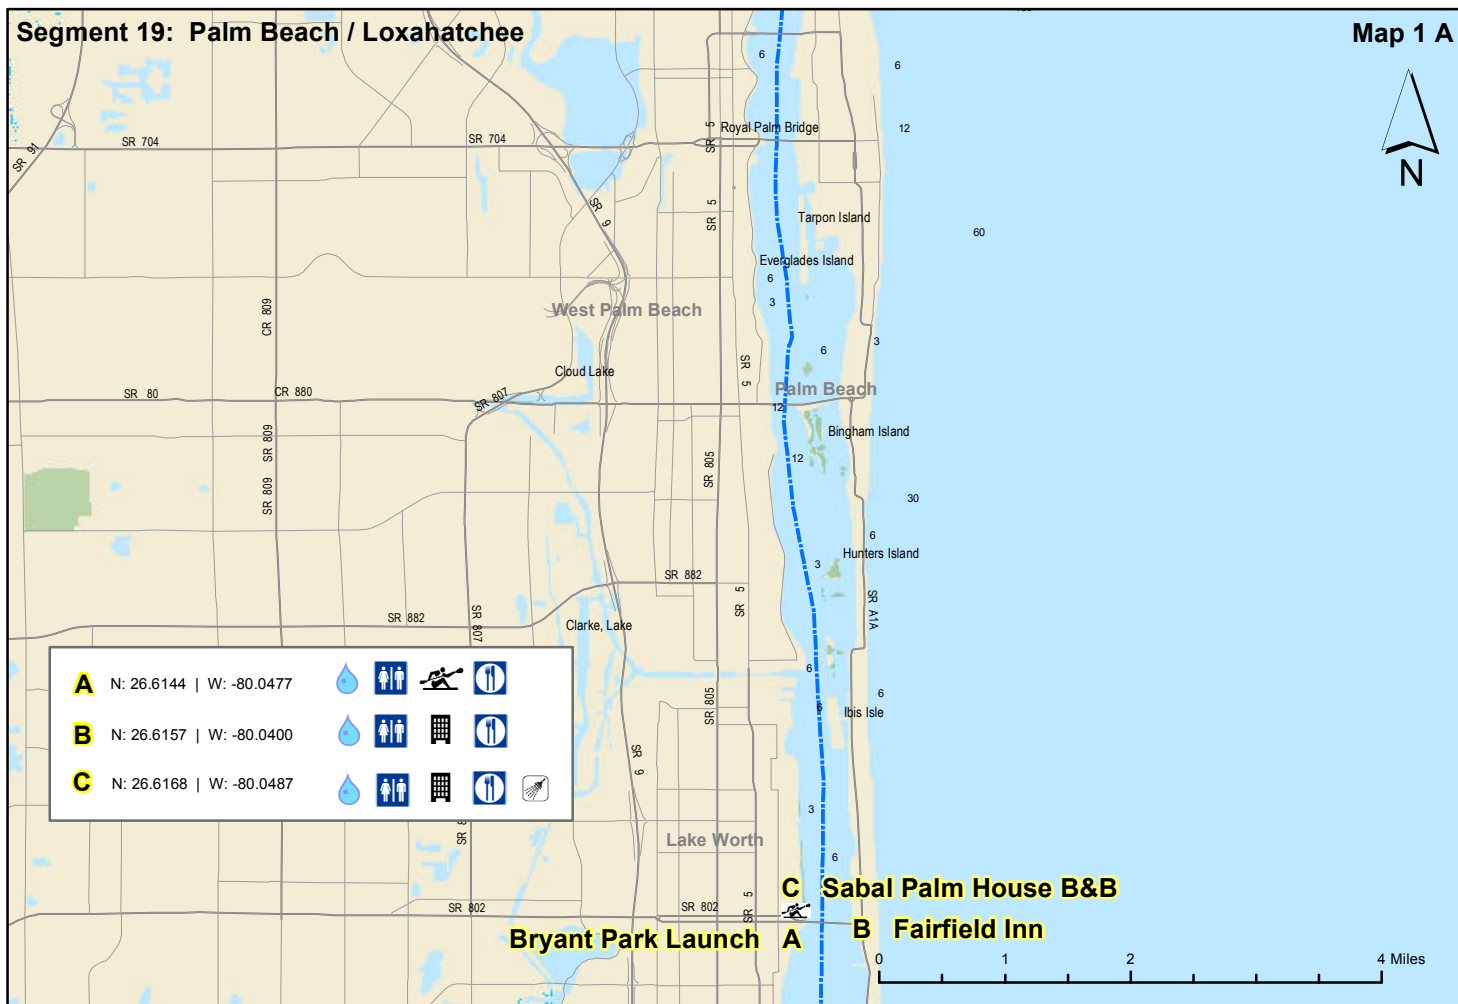 Segment 19: Palm Beach / Loxahatchee
Map 1 A
N
6
6
12
60
Royal Palm Bridge
SR 91
SR 704
SR 704
SR 5
SR 5
SR 9
Tarpon Island
Everglades Island
6
3
CR 809
West Palm Beach
6
3
SR 5
Cloud Lake
Palm Beach
SR 80
CR 880
SR 807
12
Bingham Island
SR 809
SR 805
12
SR 809
30
6
Hunters Island
3
SR 882
SR 5
SR A1A
SR 882
SR 807
Clarke, Lake
6
6
SR 805
6
Ibis Isle
A N: 26.6144 | W: -80.0477
B N: 26.6157 | W: -80.0400
C N: 26.6168 | W: -80.0487
SR 9
3
Lake Worth
6
C Sabal Palm House B&B
SR 5
SR 802
SR 802
B Fairfield Inn
Bryant Park Launch A
0 1 2 4 Miles